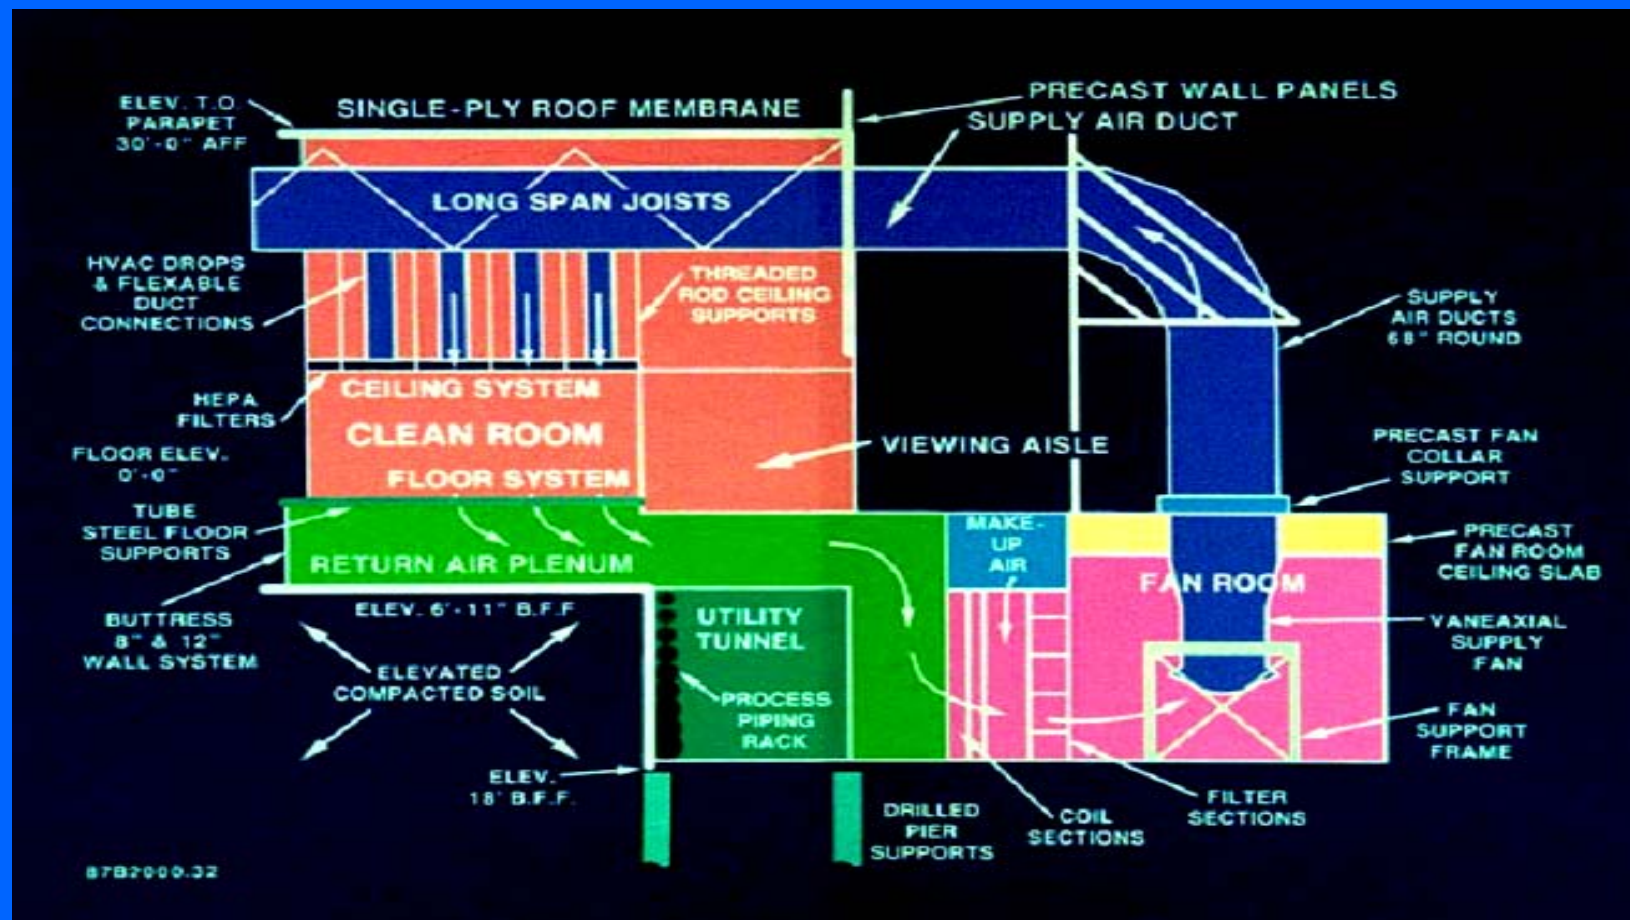 ELEV. T.O.
PARAPET
30'-0" AFF
SINGLE-PLY ROOF MEMBRANE
PRECAST WALL PANELS
SUPPLY AIR DUCT
LONG SPAN JOISTS
HVAC DROPS
& FLEXABLE
DUCT
CONNECTIONS
THREADED
ROD CEILING
SUPPORTS
SUPPLY
AIR DUCTS
68" ROUND
HEPA
FILTERS
CEILING SYSTEM
CLEAN ROOM
FLOOR SYSTEM
VIEWING AISLE
FLOOR ELEV.
0'-0"
PRECAST FAN
COLLAR
SUPPORT
TUBE
STEEL FLOOR
SUPPORTS
RETURN AIR PLENUM
MAKE-
UP
AIR
FAN ROOM
PRECAST
FAN ROOM
CEILING SLAB
BUTTRESS
8" & 12"
WALL SYSTEM
ELEV. 6'-11" B.F.F
UTILITY
TUNNEL
VANEAXIAL
SUPPLY
FAN
ELEVATED
COMPACTED SOIL
PROCESS
PIPING
RACK
FAN
SUPPORT
FRAME
ELEV.
18' B.F.F.
DRILLED
PIER
SUPPORTS
COIL
SECTIONS
FILTER
SECTIONS
87B2000.32